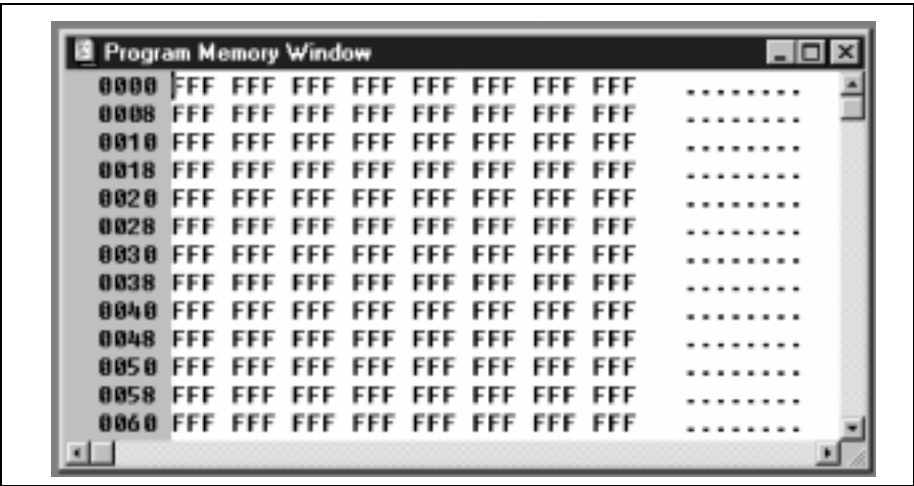 Program Memory Window
0000 FFF FFF FFF FFF FFF FFF FFF FFF ........
0008 FFF FFF FFF FFF FFF FFF FFF FFF ........
0010 FFF FFF FFF FFF FFF FFF FFF FFF ........
0018 FFF FFF FFF FFF FFF FFF FFF FFF ........
0020 FFF FFF FFF FFF FFF FFF FFF FFF ........
0028 FFF FFF FFF FFF FFF FFF FFF FFF ........
0030 FFF FFF FFF FFF FFF FFF FFF FFF ........
0038 FFF FFF FFF FFF FFF FFF FFF FFF ........
0040 FFF FFF FFF FFF FFF FFF FFF FFF ........
0048 FFF FFF FFF FFF FFF FFF FFF FFF ........
0050 FFF FFF FFF FFF FFF FFF FFF FFF ........
0058 FFF FFF FFF FFF FFF FFF FFF FFF ........
0060 FFF FFF FFF FFF FFF FFF FFF FFF ........